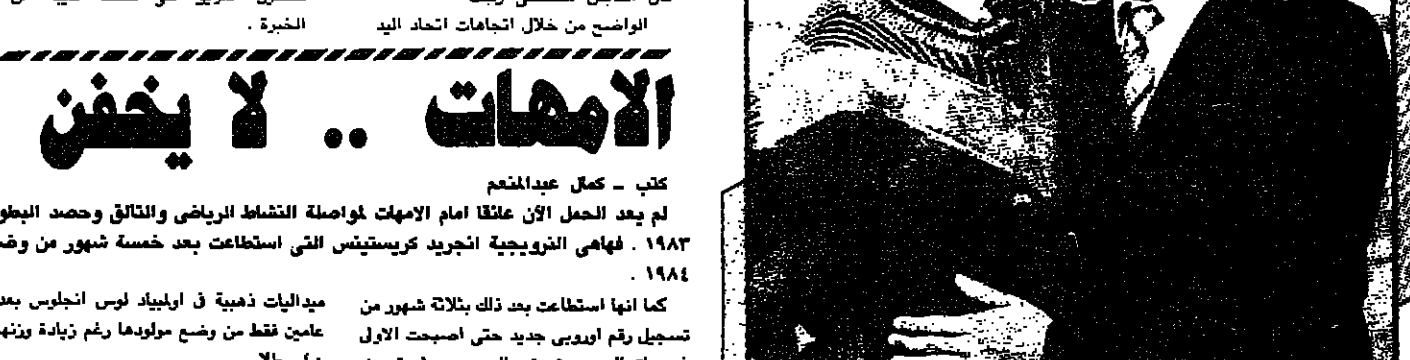 الواضح من خلال اتجاهات اتحاد اليد
الخبرة .
الامهات .. لا يخفن
كتب - كمال عبدالمنعم
لم يعد الحمل الآن عائقا امام الامهات لمواصلة النشاط الرياضى والتالق وحصد البطو
١٩٨٣ . فهاهى النرويجية انجريد كريستينس التى استطاعت بعد خمسة شهور من وض
١٩٨٤ .
كما انها استطاعت بعد ذلك بثلاثة شهور من
تسجيل رقم اوروبى جديد حتى اصبحت الاولى
ميداليات ذهبية فى اولمبياد لوس انجلوس بعد
عامين فقط من وضع مولودها رغم زيادة وزنها